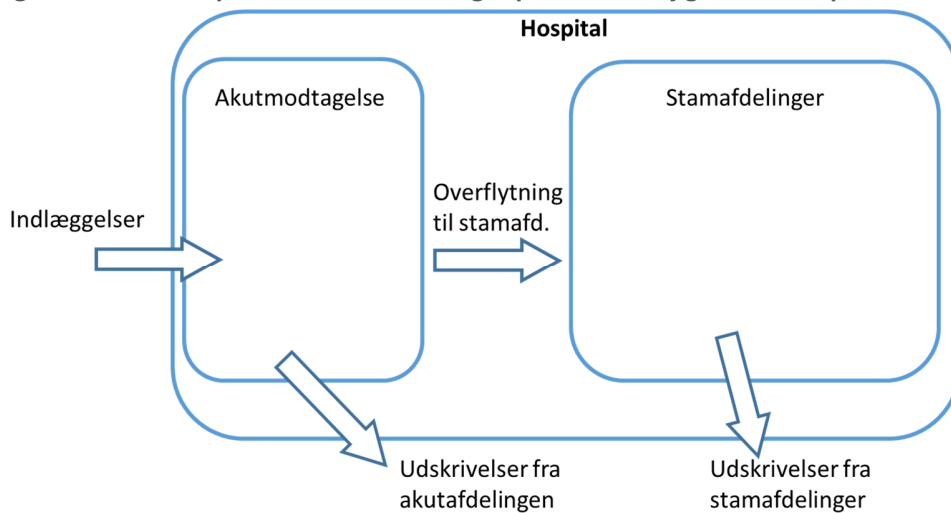 Hospital
Akutmodtagelse
Stamafdelinger
Indlæggelser
Overflytning
til stamafd.
Udskrivelser fra
akutafdelingen
Udskrivelser fra
stamafdelinger